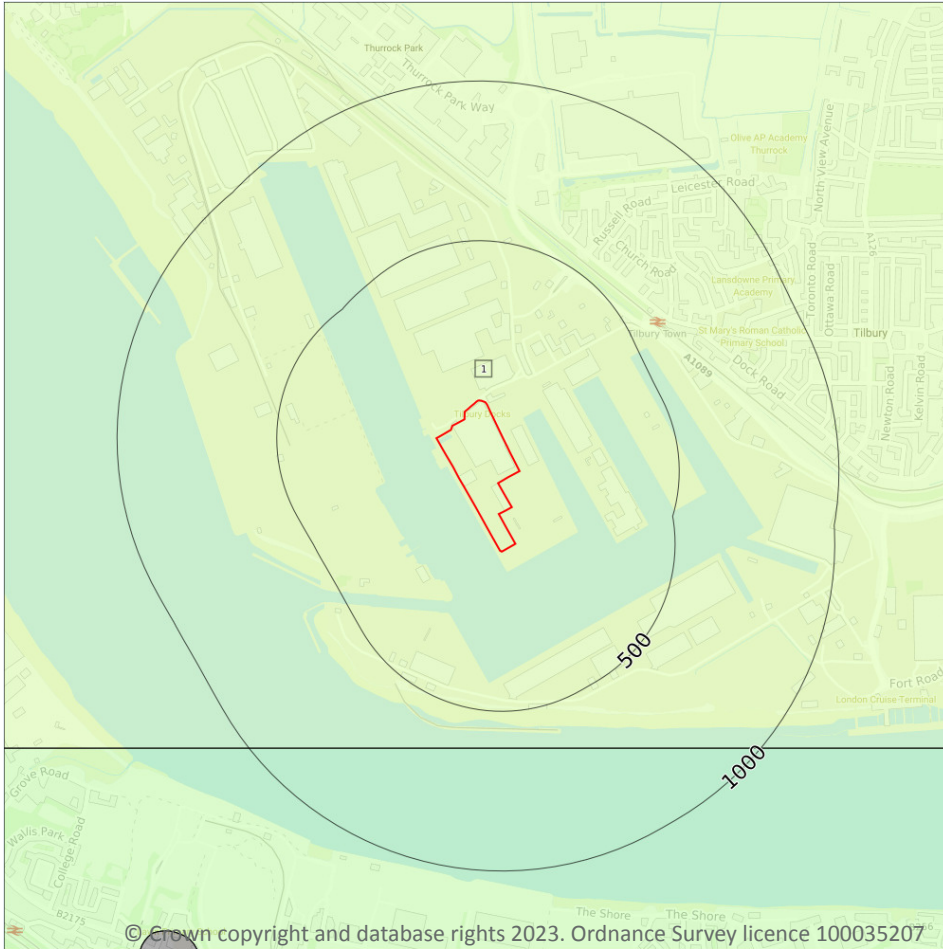 Thurrock Park
Thurrock Park Way
Olive AP Academy
Thurrock
North View Avenue
Leicester Road
Russell Road
Church Road
A126
Lansdowne Primary
Academy
Toronto Road
Ottawa Road
St Mary's Roman Catholic
Primary School
Tilbury Town
Tilbury
A1089
Dock Road
Newton Road
Kelvin Road
1
Tilbury Docks
500
Fort Road
London Cruise Terminal
1000
Grove Road
Wallis Park
College Road
B2175
The Shore
The Shore
© Crown copyright and database rights 2023. Ordnance Survey licence 100035207